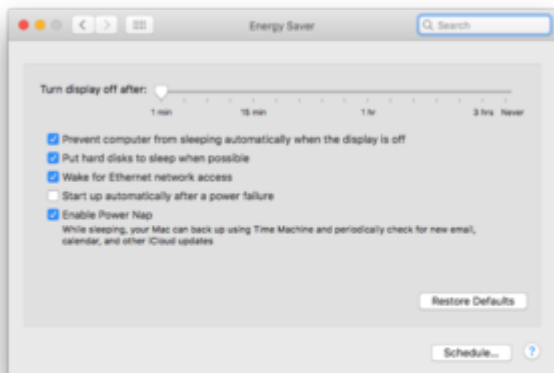 Energy Saver
Search
Turn display off after:
1 min 15 min 1 hr 3 hrs Never
Prevent computer from sleeping automatically when the display is off
Put hard disks to sleep when possible
Wake for Ethernet network access
Start up automatically after a power failure
Enable Power Nap
While sleeping, your Mac can back up using Time Machine and periodically check for new email,
calendar, and other iCloud updates
Restore Defaults
Schedule... ?